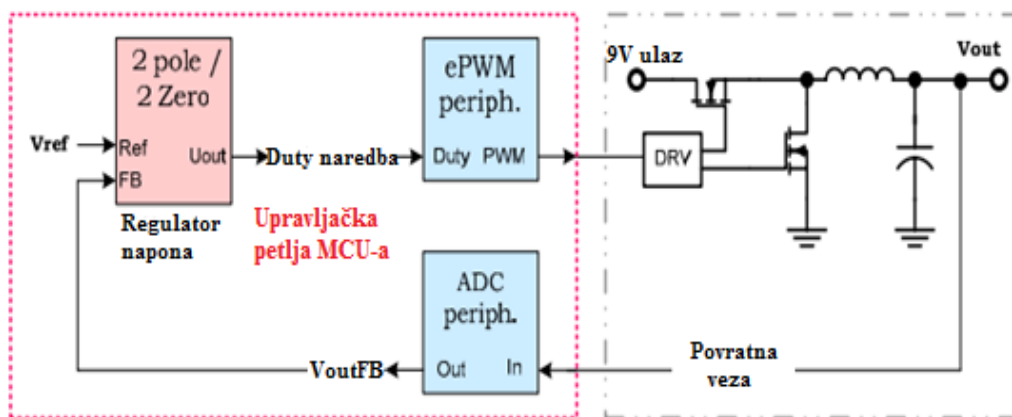 2 pole /
2 Zero
Vref
Ref
FB
Uout
Regulator
napona
Duty naredba
Upravljačka
petlja MCU-a
ePWM
periph.
Duty
PWM
ADC
periph.
Out
In
VoutFB
9V ulaz
Vout
DRV
Povratna
veza